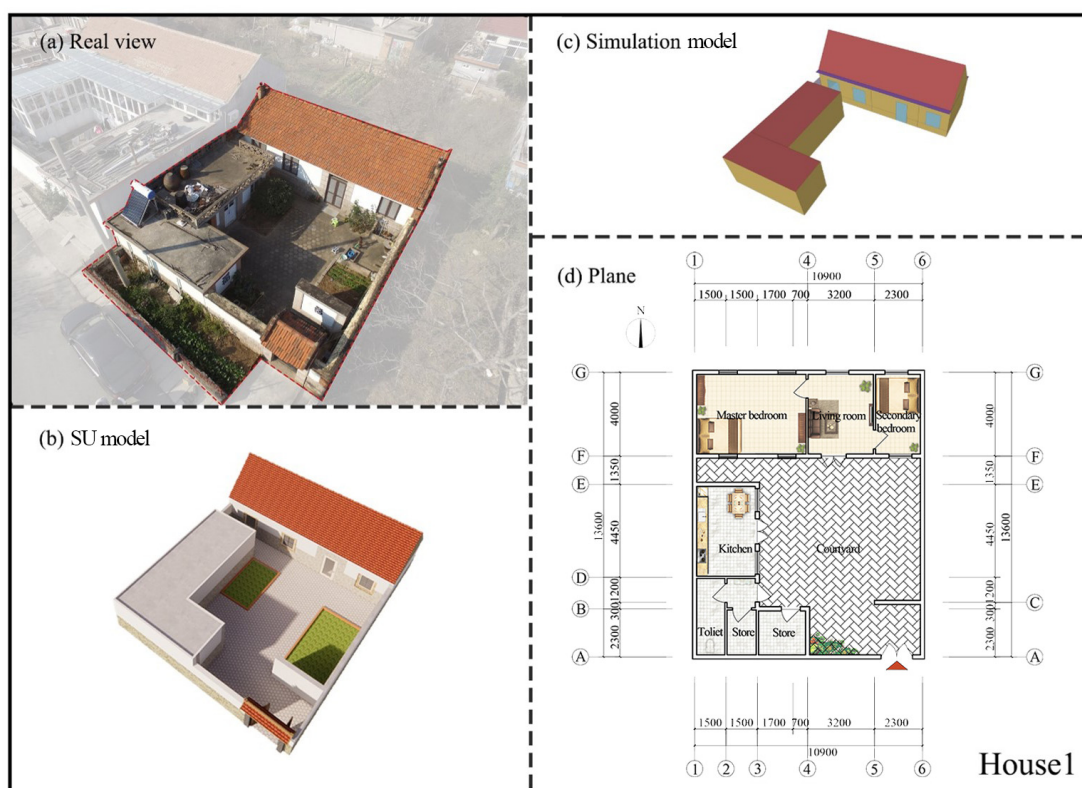 (a) Real view
(b) SU model
(c) Simulation model
(d) Plane
1 4 5 6
10900
1500 1500 1700 700 3200 2300
N
G G
4000 4000
Master bedroom Living room Secondary
bedroom
F F
1350 1350
E E
13600 4450 4450 13600
Kitchen Courtyard
D
1200 1200
B C
300 300
Toliet Store Store
2300 2300
A A
1500 1500 1700 700 3200 2300
10900
1 2 3 4 5 6
House1